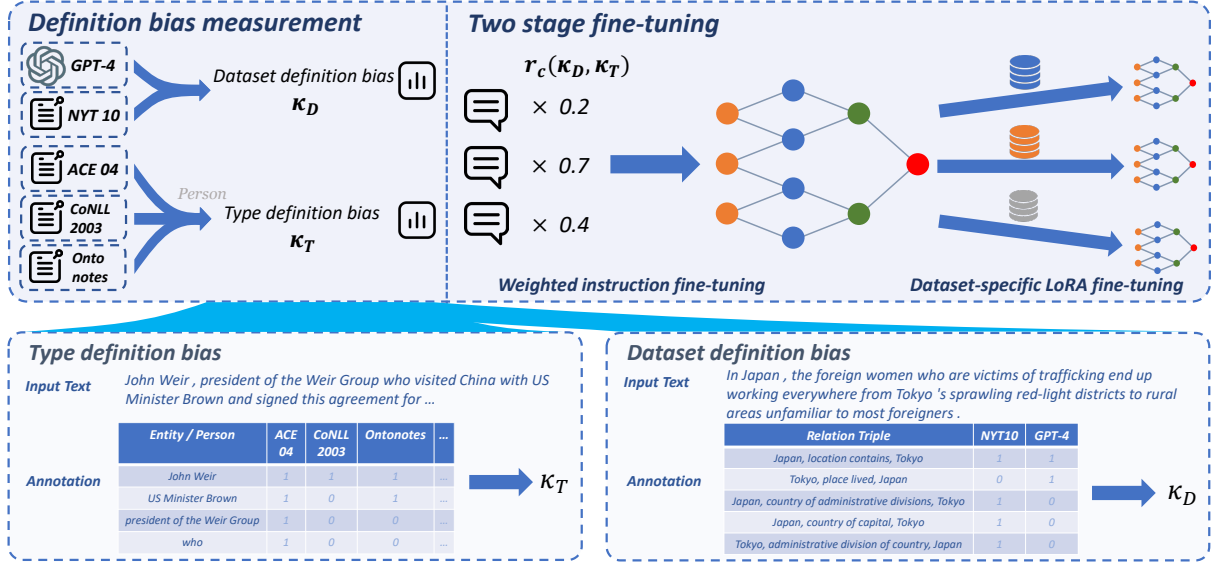 Definition bias measurement
GPT-4
NYT 10
ACE 04
CoNLL
2003
Onto
notes
Dataset definition bias
κ_D
Person
Type definition bias
κ_T
Two stage fine-tuning
r_c(κ_D, κ_T)
× 0.2
× 0.7
× 0.4
Weighted instruction fine-tuning
Dataset-specific LoRA fine-tuning
Type definition bias
Input Text
John Weir , president of the Weir Group who visited China with US
Minister Brown and signed this agreement for ...
Annotation
Entity / Person ACE 04 CoNLL 2003 Ontonotes ...
John Weir 1 1 1 ...
US Minister Brown 1 0 1 ...
president of the Weir Group 1 0 0 ...
who 1 0 0 ...
κ_T
Dataset definition bias
Input Text
In Japan , the foreign women who are victims of trafficking end up
working everywhere from Tokyo 's sprawling red-light districts to rural
areas unfamiliar to most foreigners .
Annotation
Relation Triple NYT10 GPT-4
Japan, location contains, Tokyo 1 1
Tokyo, place lived, Japan 0 1
Japan, country of administrative divisions, Tokyo 1 0
Japan, country of capital, Tokyo 1 0
Tokyo, administrative division of country, Japan 1 0
κ_D